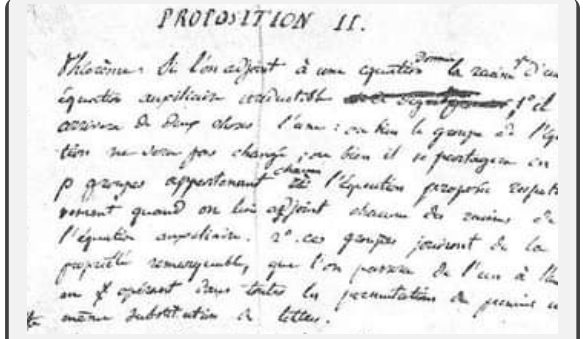 PROPOSITION II.
Théorème. Si l'on adjoint à une équation donnée la racine r d'un
équation auxiliaire irréductible 1° il
arrivera de deux choses l'une : ou bien le groupe de l'équ
tion ne sera pas changé ; ou bien il se partagera en
p groupes appartenant chacun à l'équation proposée respecti
vement quand on lui adjoint chacune des racines de
l'équation auxiliaire. 2°. ces groupes jouiront de la
propriété remarquable, que l'on passera de l'un à l'au
en opérant dans toutes les permutations du premier u
même substitution de lettres.